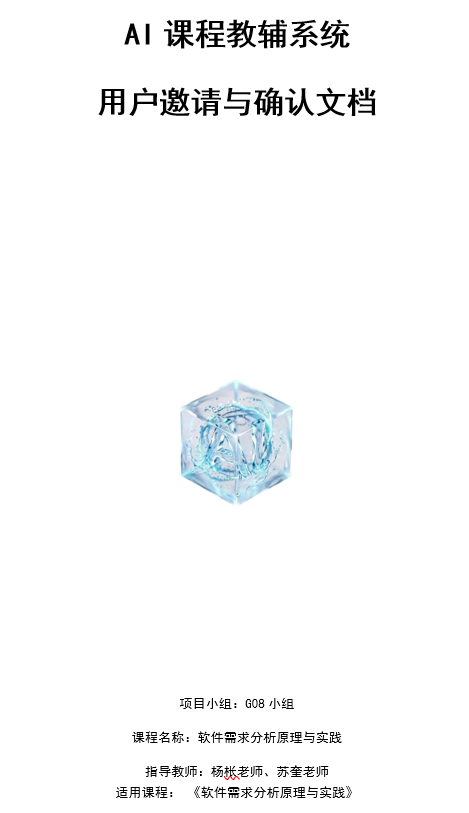 AI 课程教辅系统
用户邀请与确认文档
AI
项目小组：G08 小组
课程名称：软件需求分析原理与实践
指导教师：杨枨老师、苏奎老师
适用课程： 《软件需求分析原理与实践》